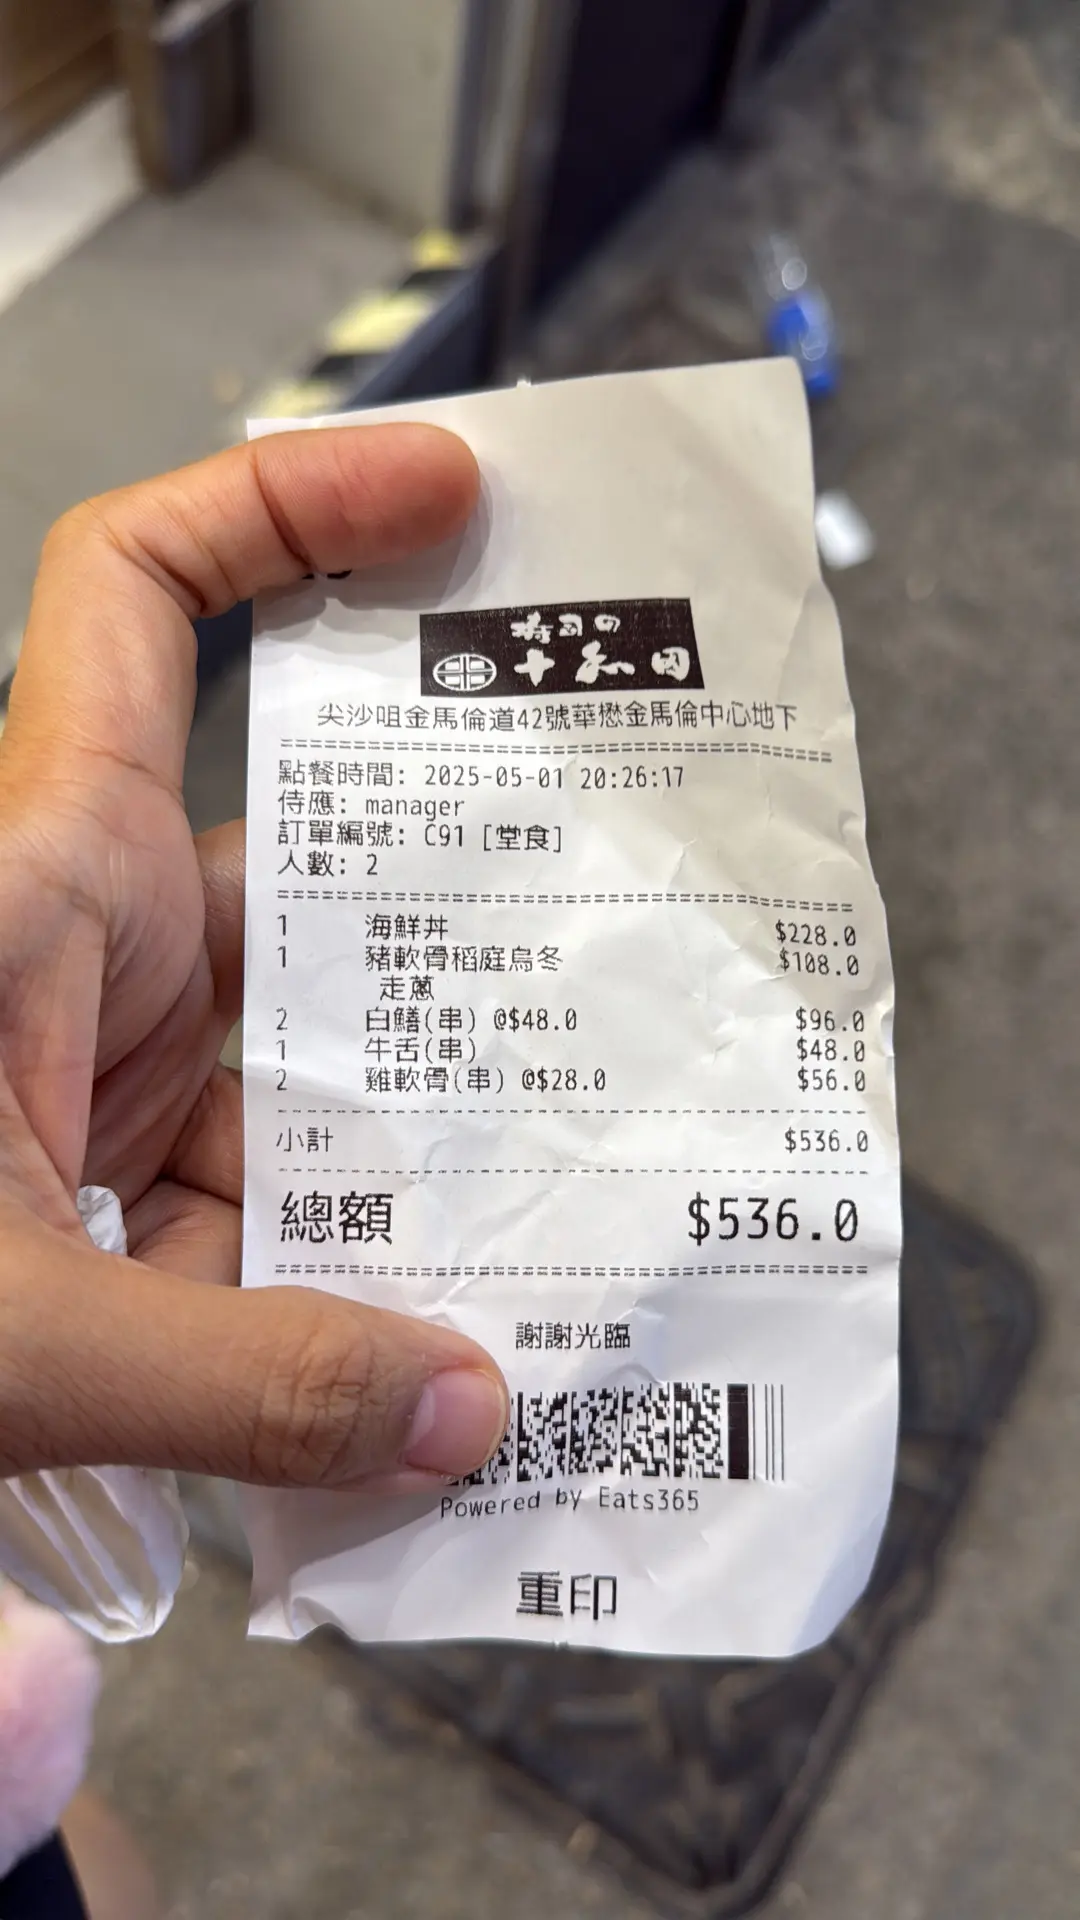 寿司の
十和田
尖沙咀金馬倫道42號華懋金馬倫中心地下
點餐時間: 2025-05-01 20:26:17
侍應: manager
訂單編號: C91 [堂食]
人數: 2
1 海鮮丼 $228.0
1 豬軟骨稻庭烏冬 $108.0
走蔥
2 白鱔(串) @$48.0 $96.0
1 牛舌(串) $48.0
2 雞軟骨(串) @$28.0 $56.0
小計 $536.0
總額 $536.0
謝謝光臨
Powered by Eats365
重印